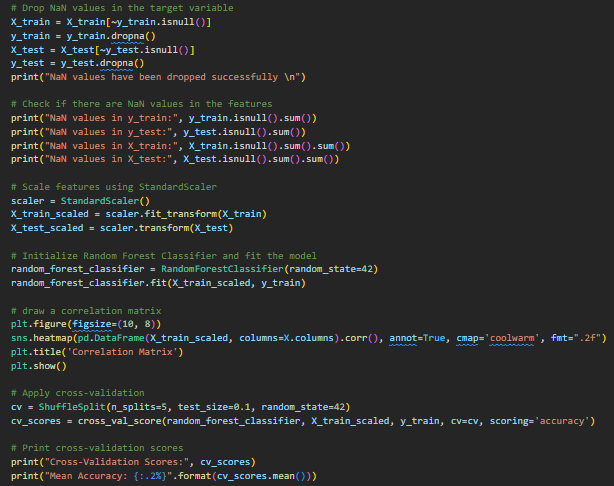 # Drop NaN values in the target variable
X_train = X_train[~y_train.isnull()]
y_train = y_train.dropna()
X_test = X_test[~y_test.isnull()]
y_test = y_test.dropna()
print("NaN values have been dropped successfully \n")
# Check if there are NaN values in the features
print("NaN values in y_train:", y_train.isnull().sum())
print("NaN values in y_test:", y_test.isnull().sum())
print("NaN values in X_train:", X_train.isnull().sum().sum())
print("NaN values in X_test:", X_test.isnull().sum().sum())
# Scale features using StandardScaler
scaler = StandardScaler()
X_train_scaled = scaler.fit_transform(X_train)
X_test_scaled = scaler.transform(X_test)
# Initialize Random Forest Classifier and fit the model
random_forest_classifier = RandomForestClassifier(random_state=42)
random_forest_classifier.fit(X_train_scaled, y_train)
# draw a correlation matrix
plt.figure(figsize=(10, 8))
sns.heatmap(pd.DataFrame(X_train_scaled, columns=X.columns).corr(), annot=True, cmap='coolwarm', fmt=".2f")
plt.title('Correlation Matrix')
plt.show()
# Apply cross-validation
cv = ShuffleSplit(n_splits=5, test_size=0.1, random_state=42)
cv_scores = cross_val_score(random_forest_classifier, X_train_scaled, y_train, cv=cv, scoring='accuracy')
# Print cross-validation scores
print("Cross-Validation Scores:", cv_scores)
print("Mean Accuracy: {:.2%}".format(cv_scores.mean()))